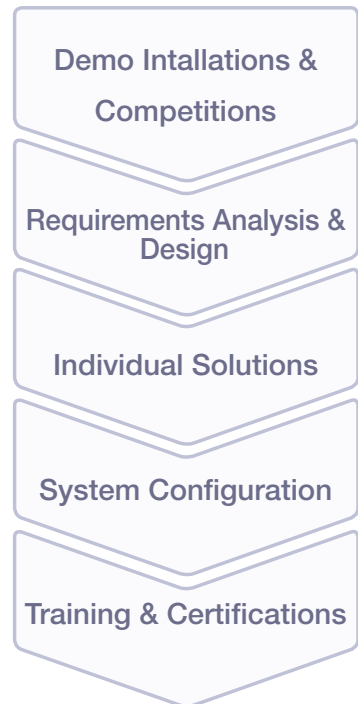 Demo Intallations &
Competitions
Requirements Analysis &
Design
Individual Solutions
System Configuration
Training & Certifications